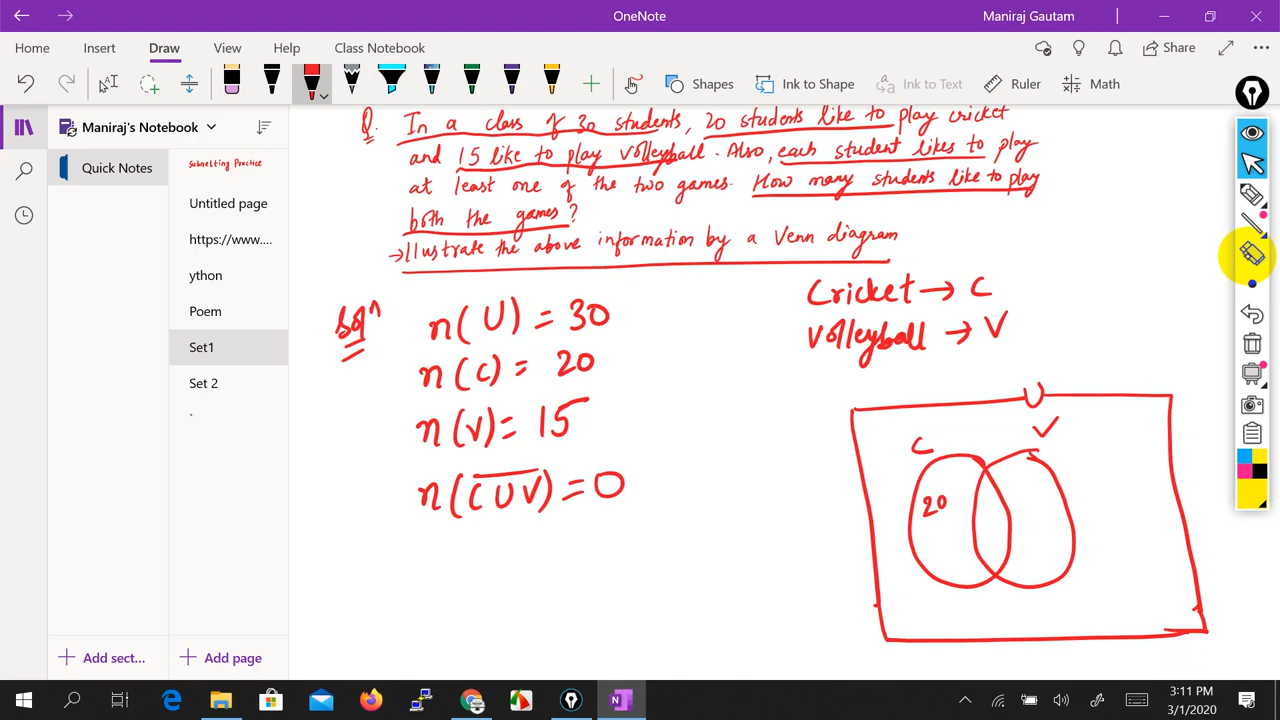 OneNote
Maniraj Gautam
Home Insert Draw View Help Class Notebook
Share
Shapes Ink to Shape Ink to Text Ruler Math
Maniraj's Notebook
Quick Notes
Subnetting Practice
Untitled page
https://www....
ython
Poem
Set1
Set 2
`
Add sect...
Add page
Q. In a class of 30 students, 20 students like to play cricket
and 15 like to play volleyball. Also, each student likes to play
at least one of the two games. How many students like to play
both the games?
→ Illustrate the above information by a Venn diagram
Solⁿ
n(U) = 30
n(C) = 20
n(V) = 15
n(C̅ ̅U̅ ̅V̅) = 0
Cricket → C
Volleyball → V
U
C
V
20
3:11 PM
3/1/2020